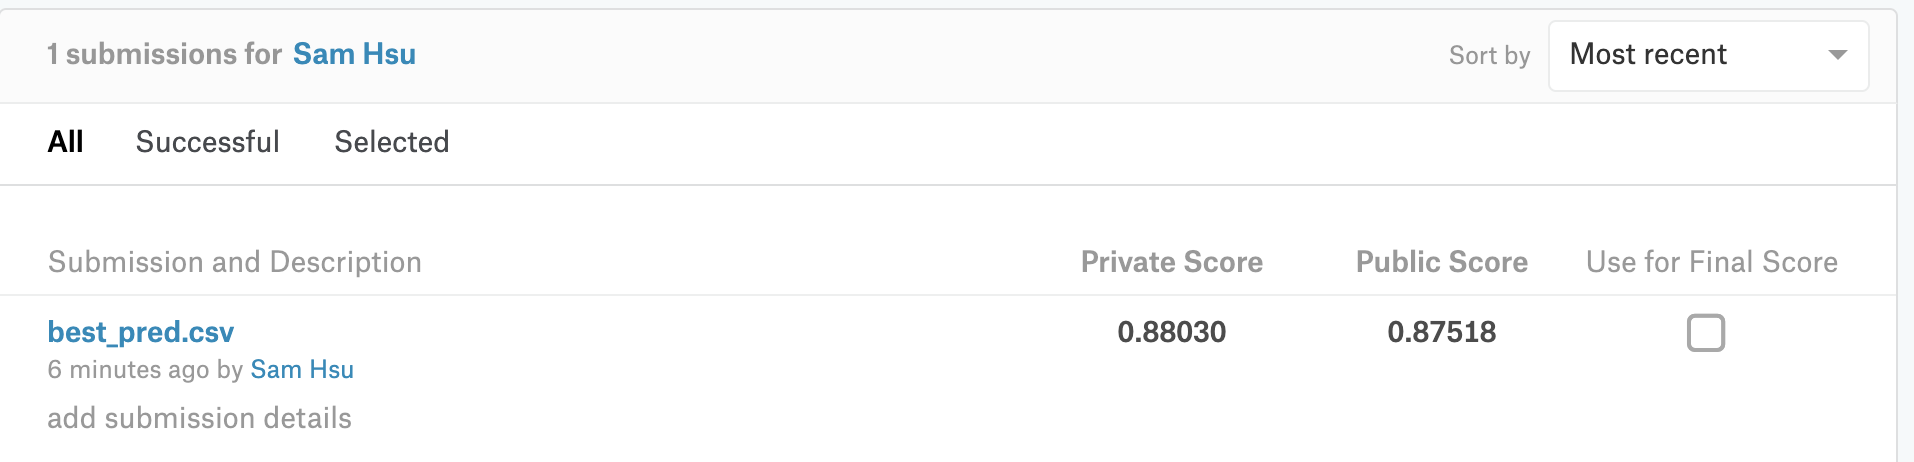 1 submissions for Sam Hsu
Sort by Most recent
All Successful Selected
Submission and Description Private Score Public Score Use for Final Score
best_pred.csv 0.88030 0.87518
6 minutes ago by Sam Hsu
add submission details